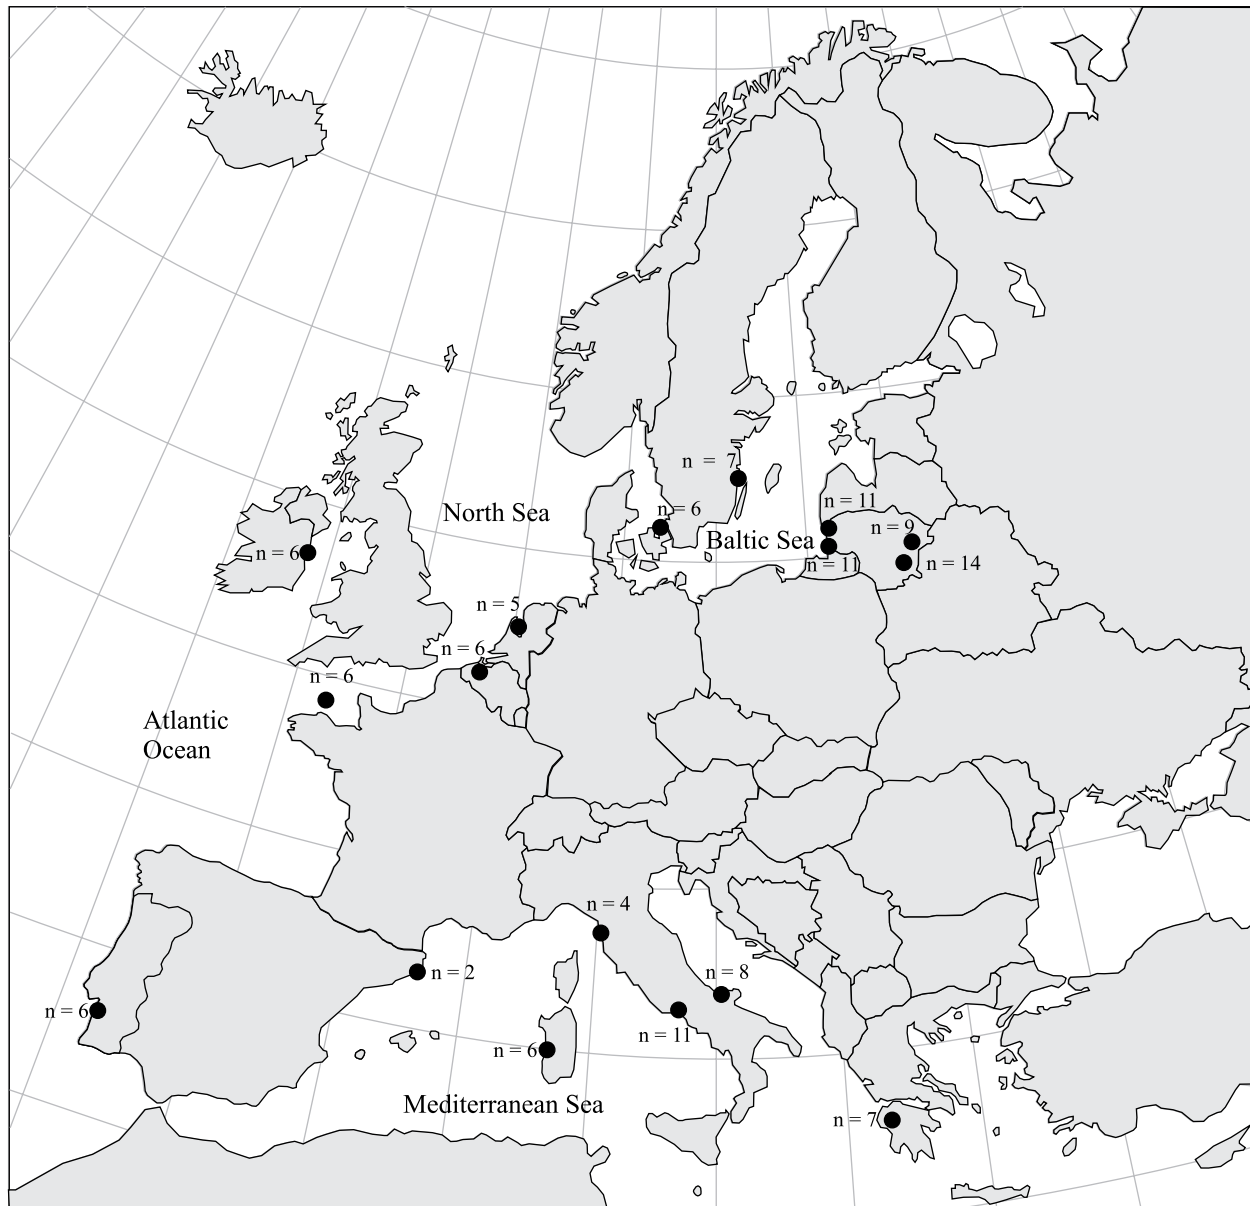 n = 7
n = 11
n = 6
North Sea
n = 9
Baltic Sea
n = 6
n = 11
n = 14
n = 5
n = 6
n = 6
Atlantic
Ocean
n = 4
n = 2
n = 8
n = 6
n = 11
n = 6
Mediterranean Sea
n = 7